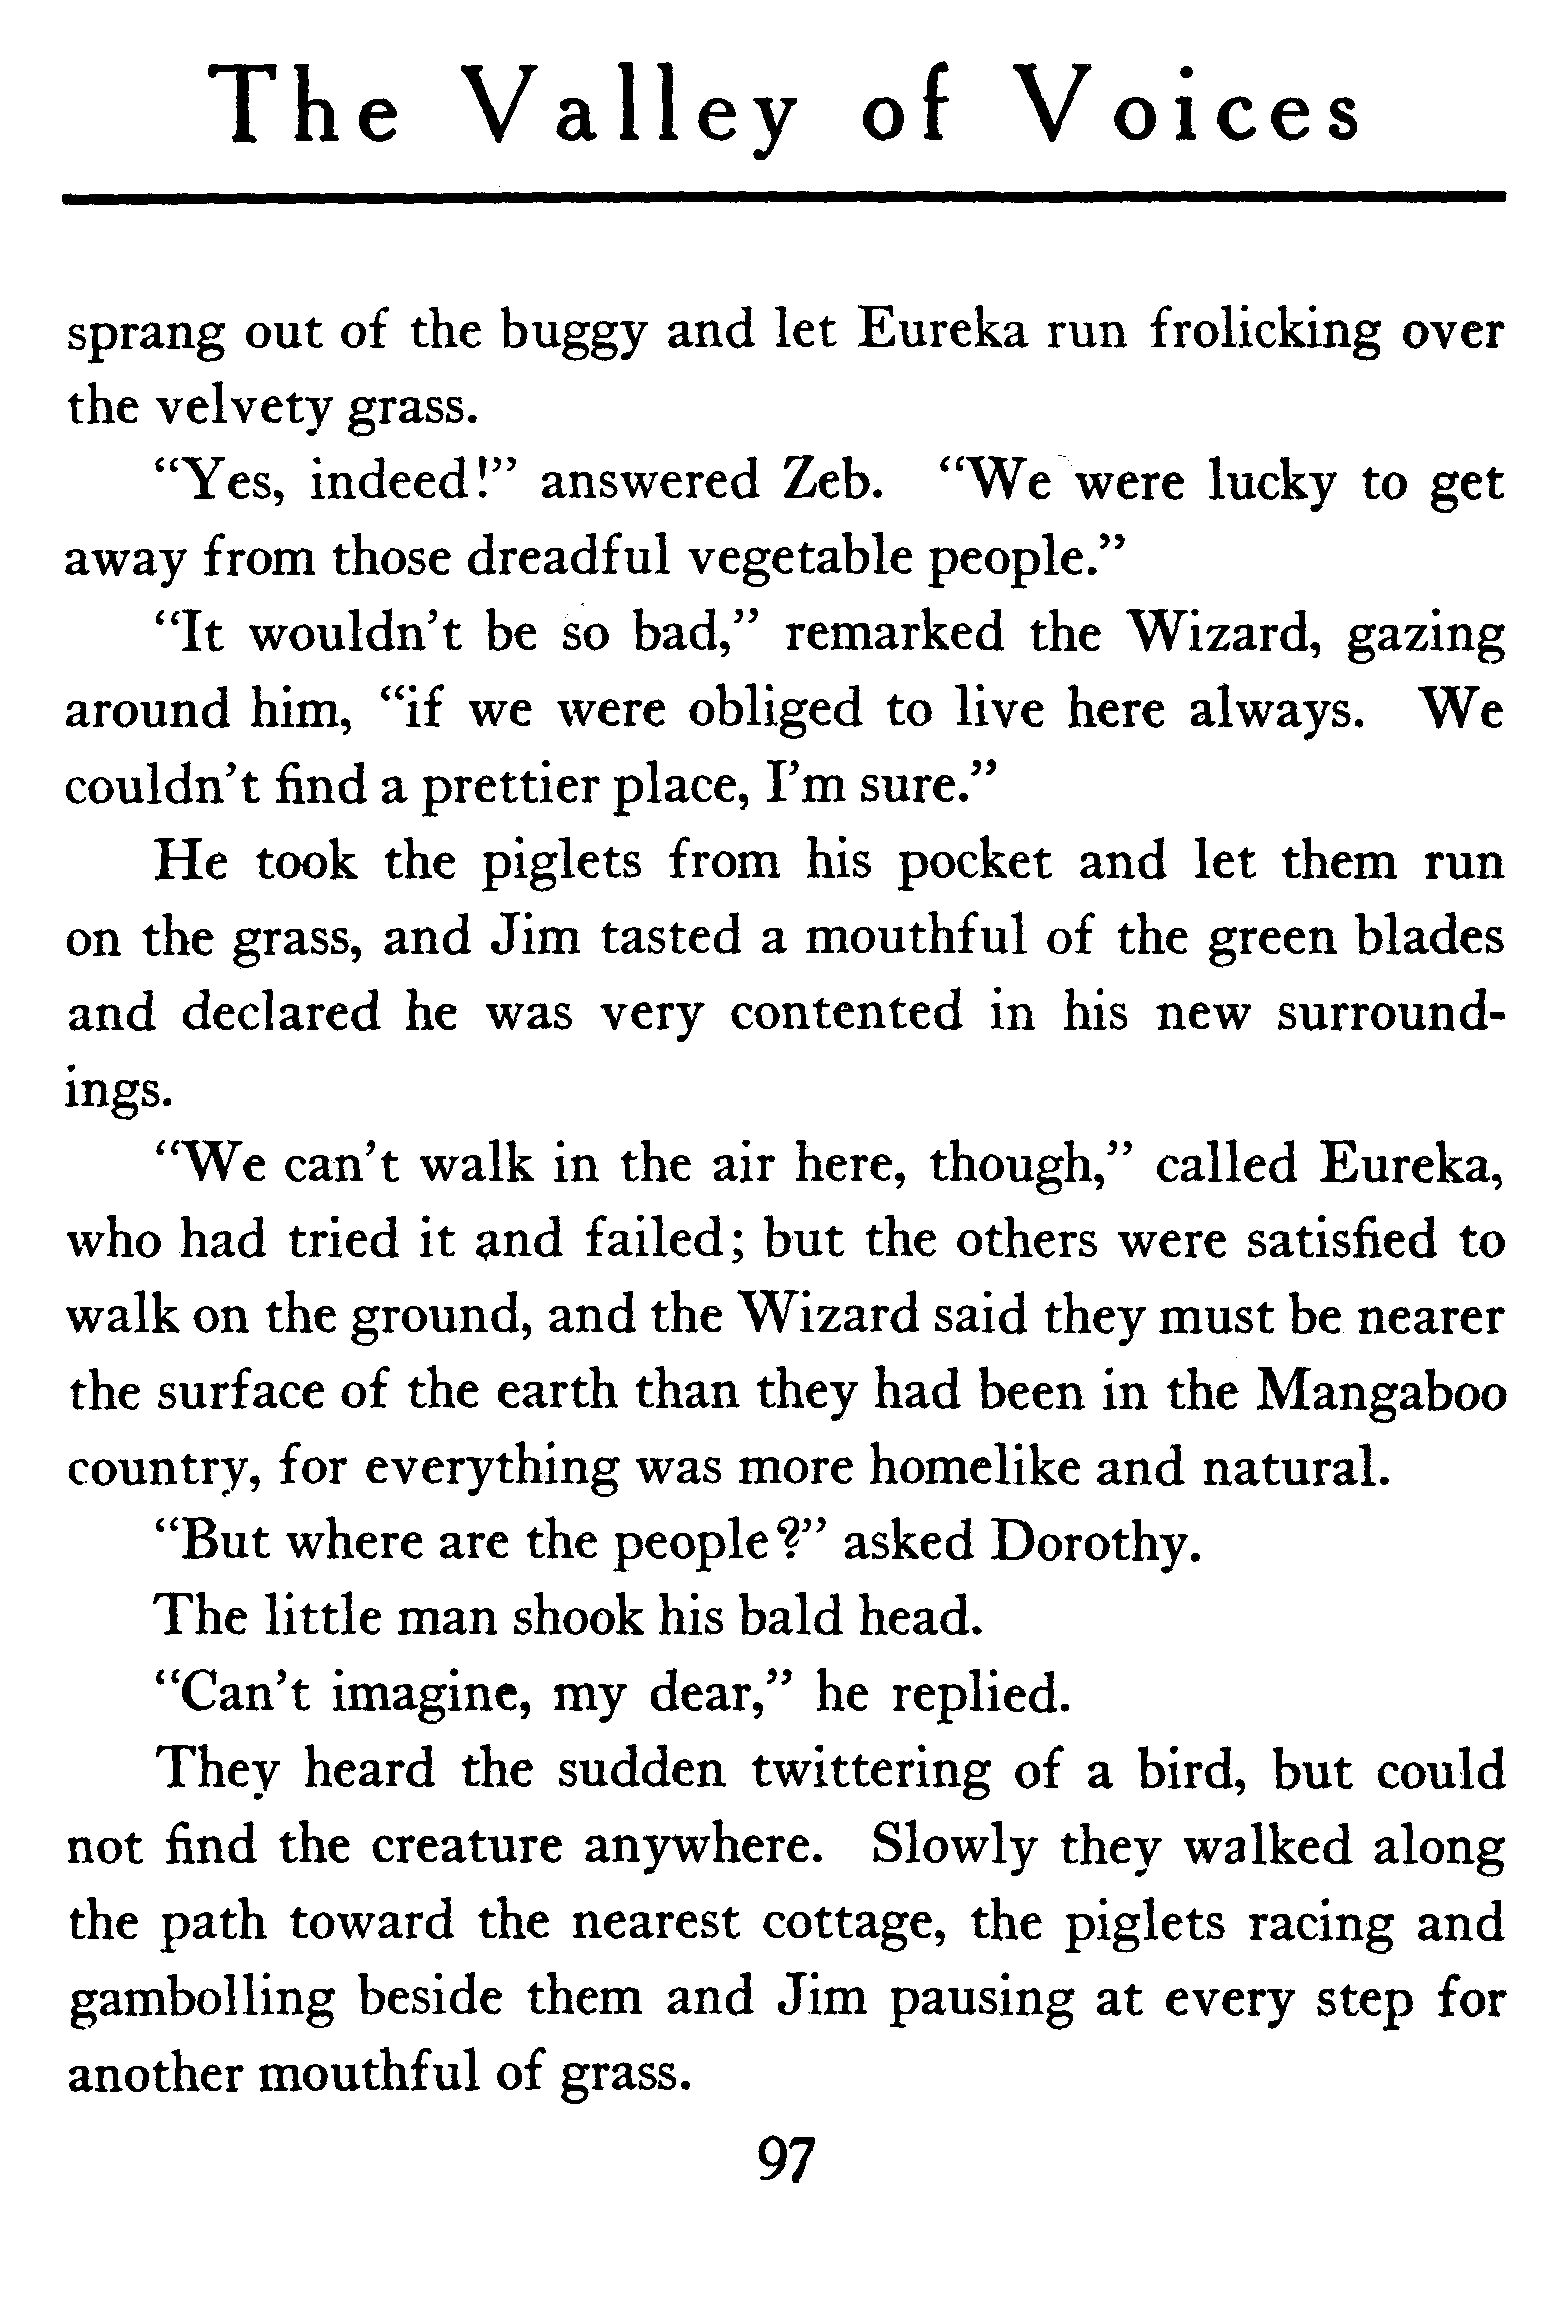 The Valley of Voices
sprang out of the buggy and let Eureka run frolicking over
the velvety grass.
“Yes, indeed!” answered Zeb. “We were lucky to get
away from those dreadful vegetable people.”
“It wouldn’t be so bad,” remarked the Wizard, gazing
around him, “if we were obliged to live here always. We
couldn’t find a prettier place, I’m sure.”
He took the piglets from his pocket and let them run
on the grass, and Jim tasted a mouthful of the green blades
and declared he was very contented in his new surround-
ings.
“We can’t walk in the air here, though,” called Eureka,
who had tried it and failed; but the others were satisfied to
walk on the ground, and the Wizard said they must be nearer
the surface of the earth than they had been in the Mangaboo
country, for everything was more homelike and natural.
“But where are the people?” asked Dorothy.
The little man shook his bald head.
“Can’t imagine, my dear,” he replied.
They heard the sudden twittering of a bird, but could
not find the creature anywhere. Slowly they walked along
the path toward the nearest cottage, the piglets racing and
gambolling beside them and Jim pausing at every step for
another mouthful of grass.
97